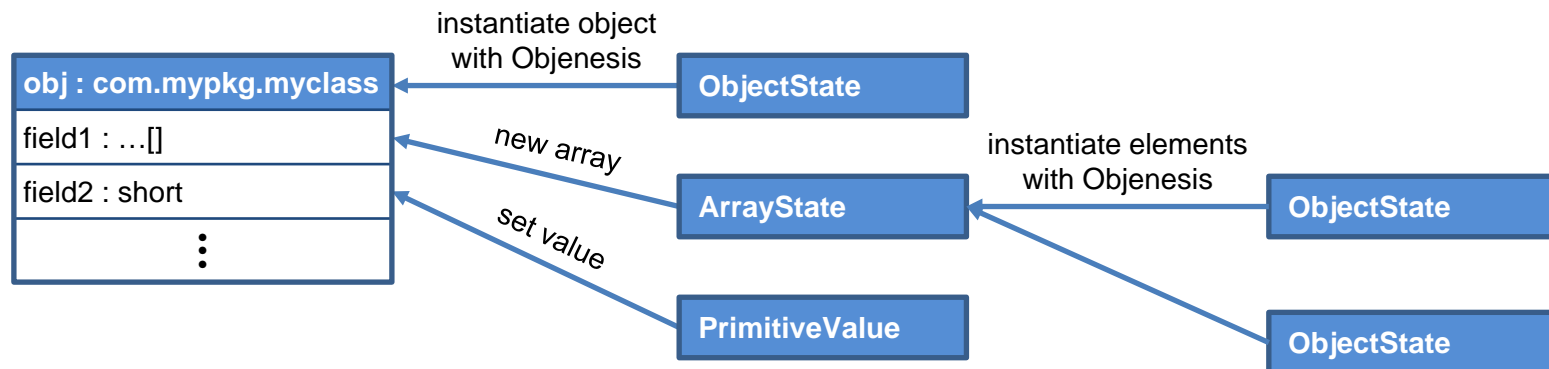 instantiate object
with Objenesis
obj : com.mypkg.myclass
ObjectState
field1 : …[]
new array
instantiate elements
with Objenesis
field2 : short
ArrayState
ObjectState
set value
PrimitiveValue
ObjectState